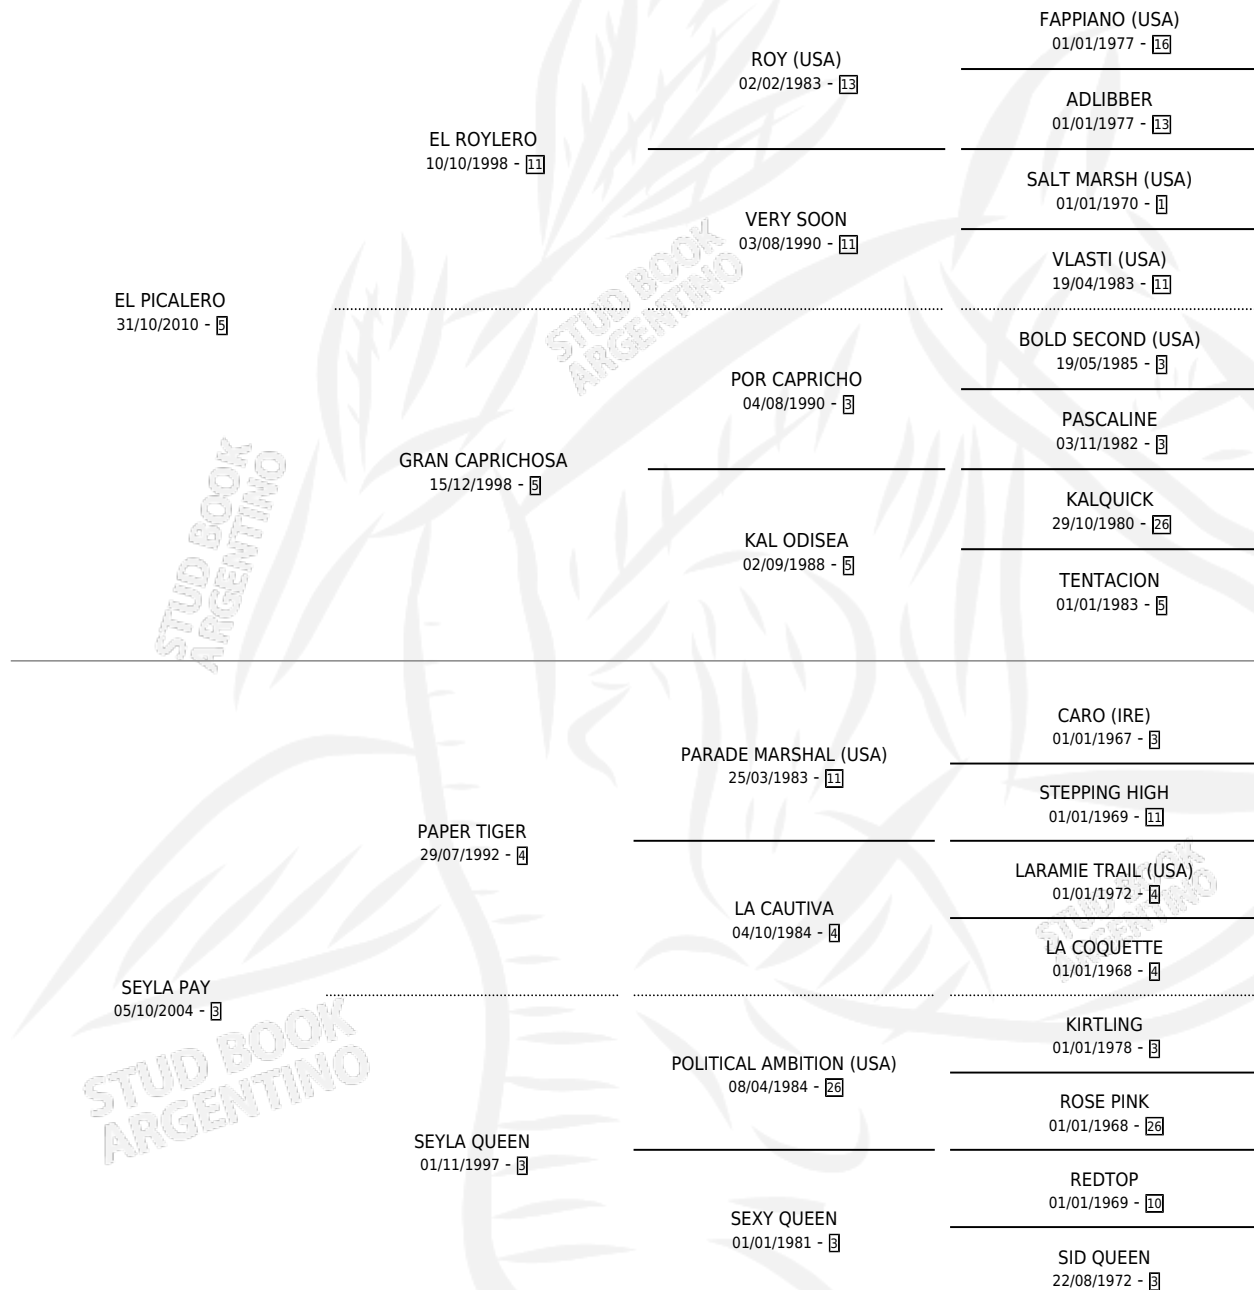 FAPPIANO (USA)
01/01/1977 - 16
ROY (USA)
02/02/1983 - 13
ADLIBBER
01/01/1977 - 13
EL ROYLERO
10/10/1998 - 11
SALT MARSH (USA)
01/01/1970 - 1
VERY SOON
03/08/1990 - 11
VLASTI (USA)
19/04/1983 - 11
EL PICALERO
31/10/2010 - 5
BOLD SECOND (USA)
19/05/1985 - 3
POR CAPRICHO
04/08/1990 - 3
PASCALINE
03/11/1982 - 3
GRAN CAPRICHOSA
15/12/1998 - 5
KALQUICK
29/10/1980 - 26
KAL ODISEA
02/09/1988 - 5
TENTACION
01/01/1983 - 5
CARO (IRE)
01/01/1967 - 3
PARADE MARSHAL (USA)
25/03/1983 - 11
STEPPING HIGH
01/01/1969 - 11
PAPER TIGER
29/07/1992 - 4
LARAMIE TRAIL (USA)
01/01/1972 - 4
LA CAUTIVA
04/10/1984 - 4
LA COQUETTE
01/01/1968 - 4
SEYLA PAY
05/10/2004 - 3
KIRTLING
01/01/1978 - 3
POLITICAL AMBITION (USA)
08/04/1984 - 26
ROSE PINK
01/01/1968 - 26
SEYLA QUEEN
01/11/1997 - 3
REDTOP
01/01/1969 - 10
SEXY QUEEN
01/01/1981 - 3
SID QUEEN
22/08/1972 - 3
STUD BOOK
ARGENTINO
STUD BOOK
ARGENTINO
STUD BOOK
ARGENTINO
STUD BOOK
ARGENTINO